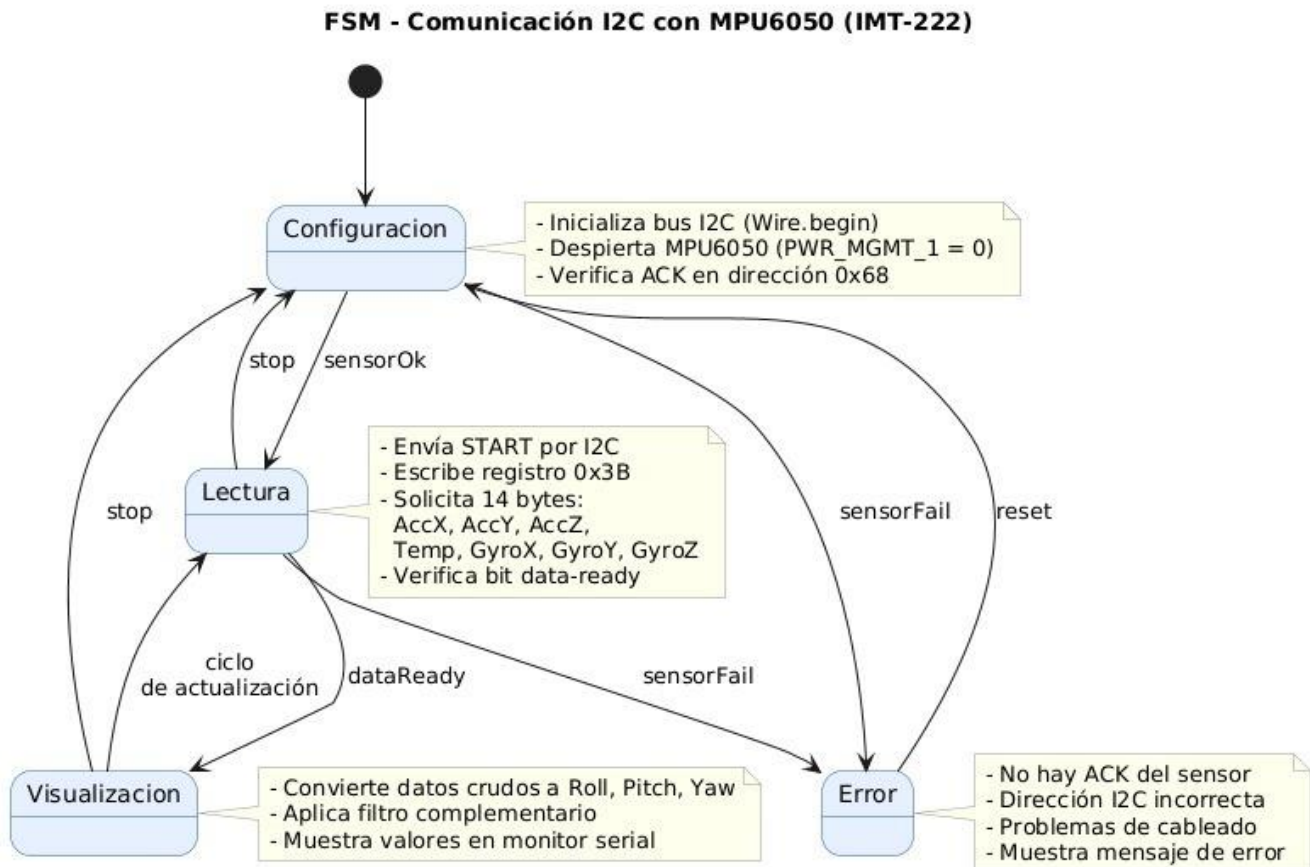 FSM - Comunicación I2C con MPU6050 (IMT-222)
Configuracion
- Inicializa bus I2C (Wire.begin)
- Despierta MPU6050 (PWR_MGMT_1 = 0)
- Verifica ACK en dirección 0x68
stop
sensorOk
Lectura
- Envía START por I2C
- Escribe registro 0x3B
- Solicita 14 bytes:
AccX, AccY, AccZ,
Temp, GyroX, GyroY, GyroZ
- Verifica bit data-ready
stop
sensorFail
reset
ciclo
de actualización
dataReady
sensorFail
Visualizacion
- Convierte datos crudos a Roll, Pitch, Yaw
- Aplica filtro complementario
- Muestra valores en monitor serial
Error
- No hay ACK del sensor
- Dirección I2C incorrecta
- Problemas de cableado
- Muestra mensaje de error